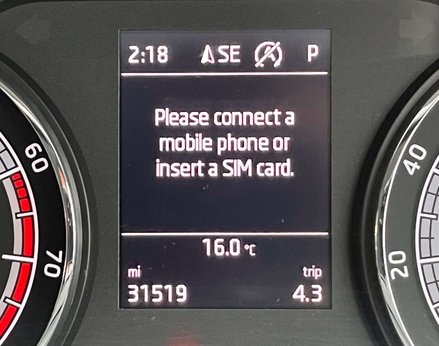 2:18 SE P
Please connect a
mobile phone or
insert a SIM card.
16.0 °C
mi trip
31519 4.3
60
70
40
20